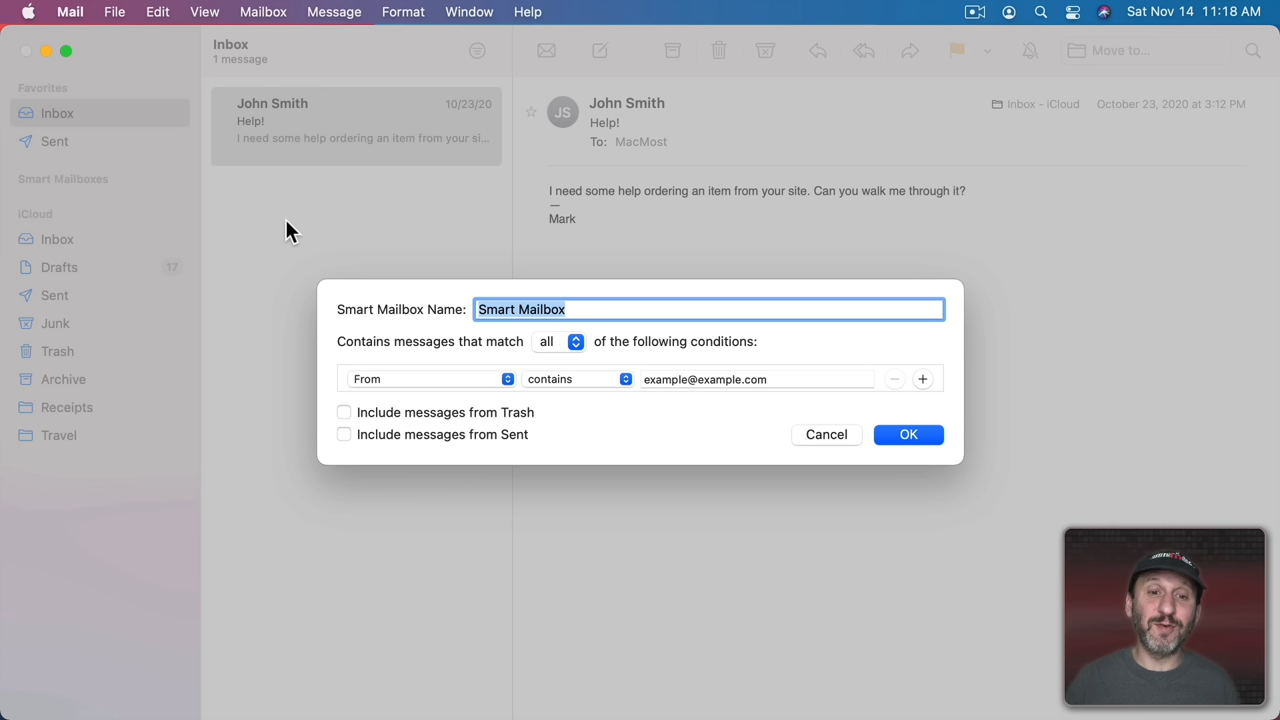 Mail File Edit View Mailbox Message Format Window Help Sat Nov 14 11:18 AM
Inbox
1 message
Move to...
Favorites
Inbox
Sent
Smart Mailboxes
iCloud
Inbox
Drafts 17
Sent
Junk
Trash
Archive
Receipts
Travel
John Smith 10/23/20
Help!
I need some help ordering an item from your si...
JS
John Smith Inbox - iCloud October 23, 2020 at 3:12 PM
Help!
To: MacMost
I need some help ordering an item from your site. Can you walk me through it?
—
Mark
Smart Mailbox Name: Smart Mailbox
Contains messages that match all of the following conditions:
From contains example@example.com
Include messages from Trash
Include messages from Sent
Cancel OK